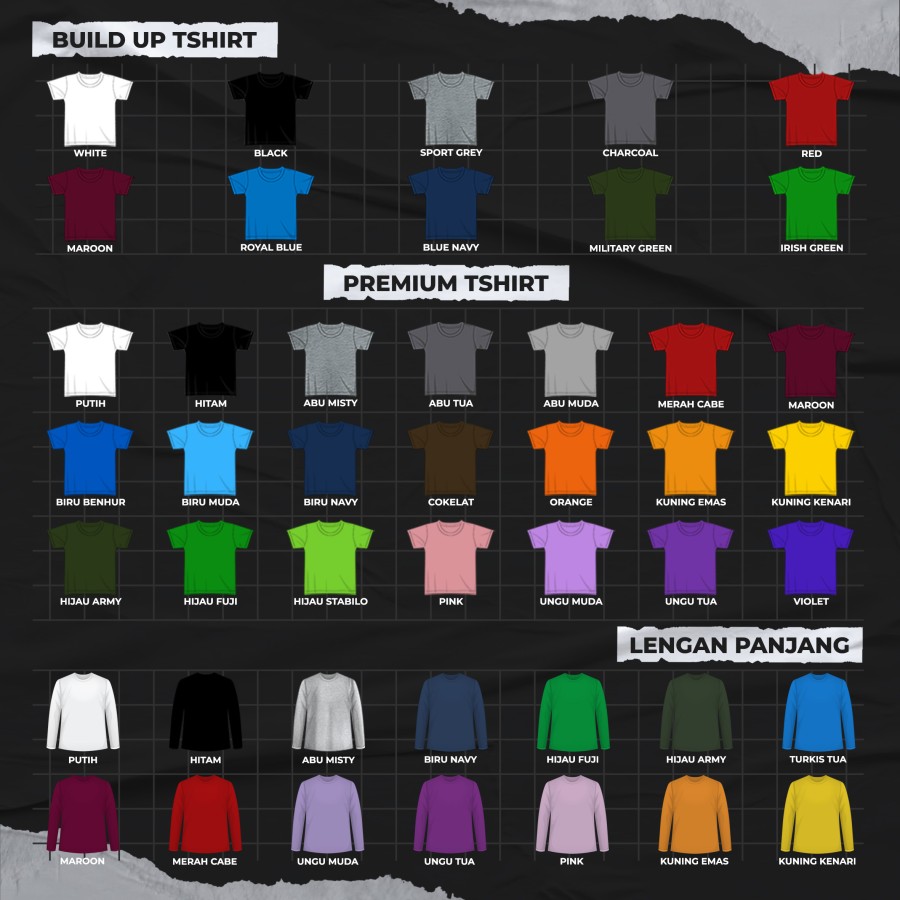 BUILD UP TSHIRT
WHITE
BLACK
SPORT GREY
CHARCOAL
RED
MAROON
ROYAL BLUE
BLUE NAVY
MILITARY GREEN
IRISH GREEN
PREMIUM TSHIRT
PUTIH
HITAM
ABU MISTY
ABU TUA
ABU MUDA
MERAH CABE
MAROON
BIRU BENHUR
BIRU MUDA
BIRU NAVY
COKELAT
ORANGE
KUNING EMAS
KUNING KENARI
HIJAU ARMY
HIJAU FUJI
HIJAU STABILO
PINK
UNGU MUDA
UNGU TUA
VIOLET
LENGAN PANJANG
PUTIH
HITAM
ABU MISTY
BIRU NAVY
HIJAU FUJI
HIJAU ARMY
TURKIS TUA
MAROON
MERAH CABE
UNGU MUDA
UNGU TUA
PINK
KUNING EMAS
KUNING KENARI